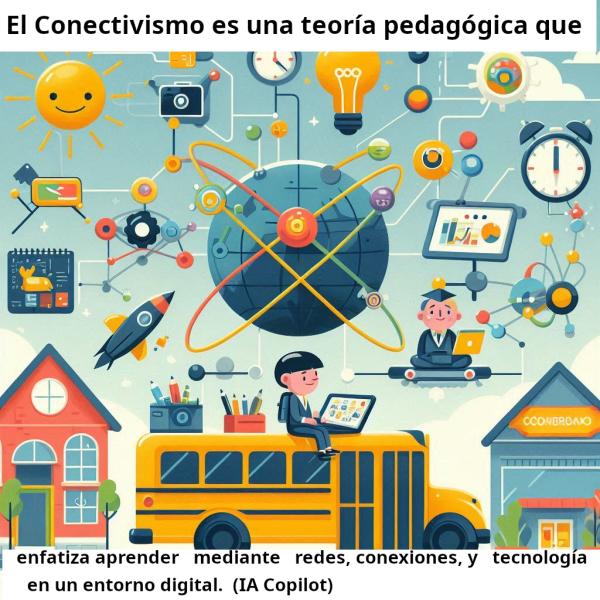 El Conectivismo es una teoría pedagógica que
enfatiza aprender mediante redes, conexiones, y tecnología
en un entorno digital. (IA Copilot)